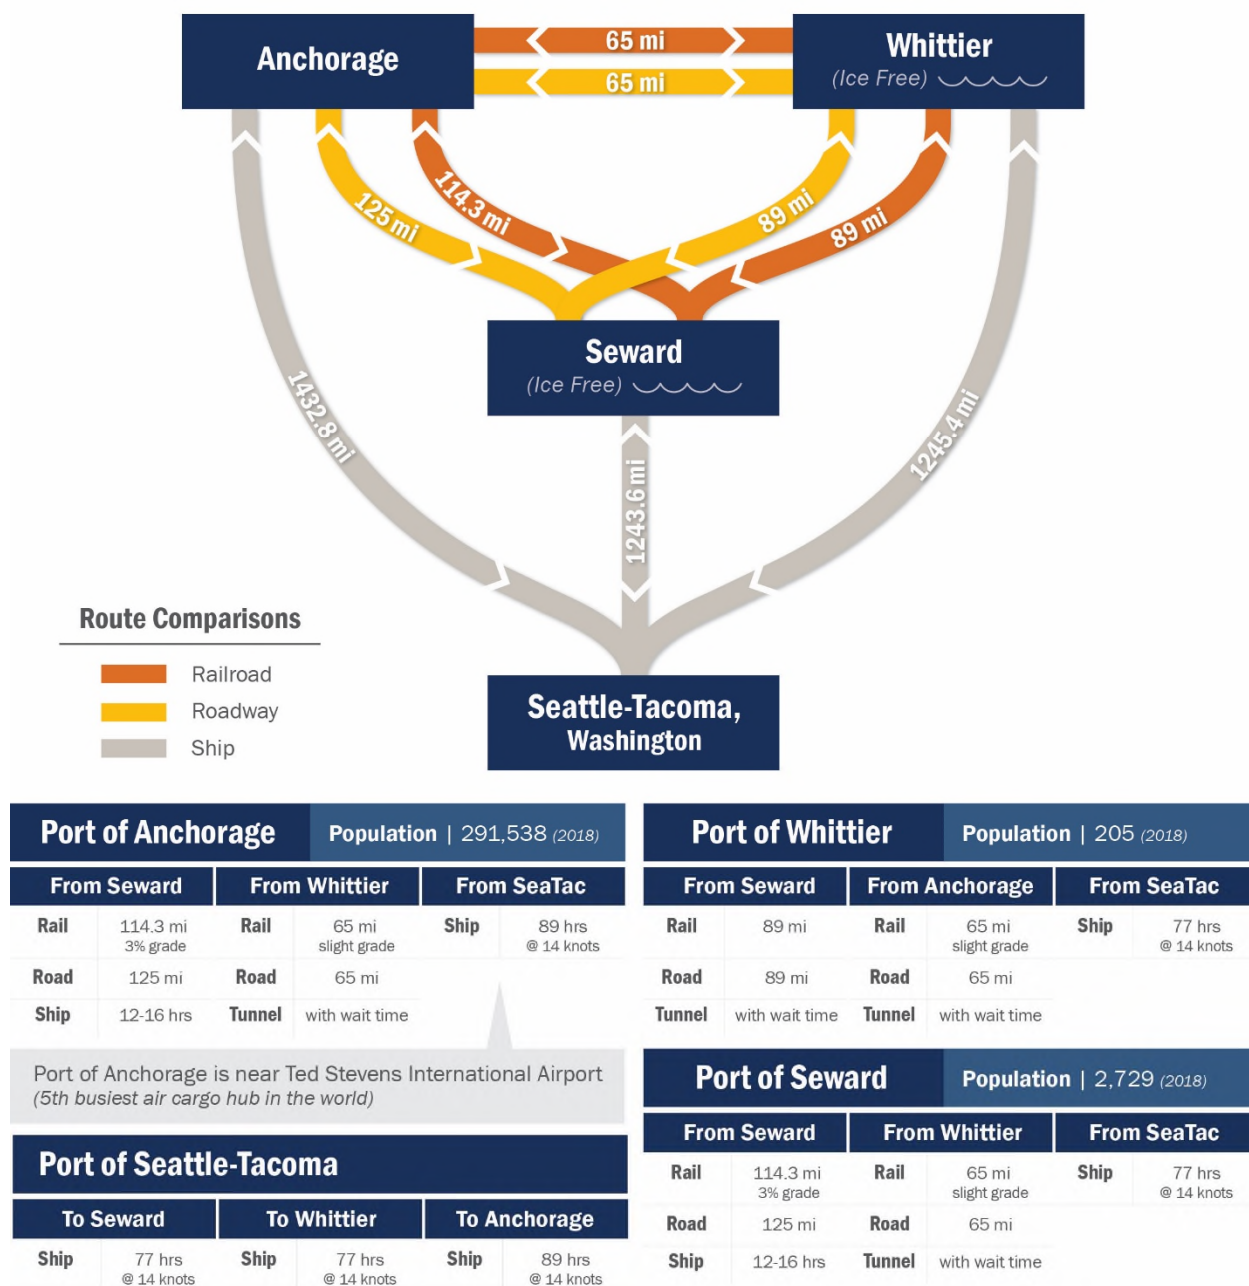 Anchorage
65 mi
65 mi
Whittier
(Ice Free)
125 mi
114.3 mi
89 mi
89 mi
Seward
(Ice Free)
1432.8 mi
1243.6 mi
1245.4 mi
Route Comparisons
Railroad
Roadway
Ship
Seattle-Tacoma,
Washington
Port of Anchorage Population | 291,538 (2018)
From Seward From Whittier From SeaTac
Rail 114.3 mi Rail 65 mi Ship 89 hrs
3% grade slight grade @ 14 knots
Road 125 mi Road 65 mi
Ship 12-16 hrs Tunnel with wait time
Port of Anchorage is near Ted Stevens International Airport
(5th busiest air cargo hub in the world)
Port of Seattle-Tacoma
To Seward To Whittier To Anchorage
Ship 77 hrs Ship 77 hrs Ship 89 hrs
@ 14 knots @ 14 knots @ 14 knots
Port of Whittier Population | 205 (2018)
From Seward From Anchorage From SeaTac
Rail 89 mi Rail 65 mi Ship 77 hrs
slight grade @ 14 knots
Road 89 mi Road 65 mi
Tunnel with wait time Tunnel with wait time
Port of Seward Population | 2,729 (2018)
From Seward From Whittier From SeaTac
Rail 114.3 mi Rail 65 mi Ship 77 hrs
3% grade slight grade @ 14 knots
Road 125 mi Road 65 mi
Ship 12-16 hrs Tunnel with wait time